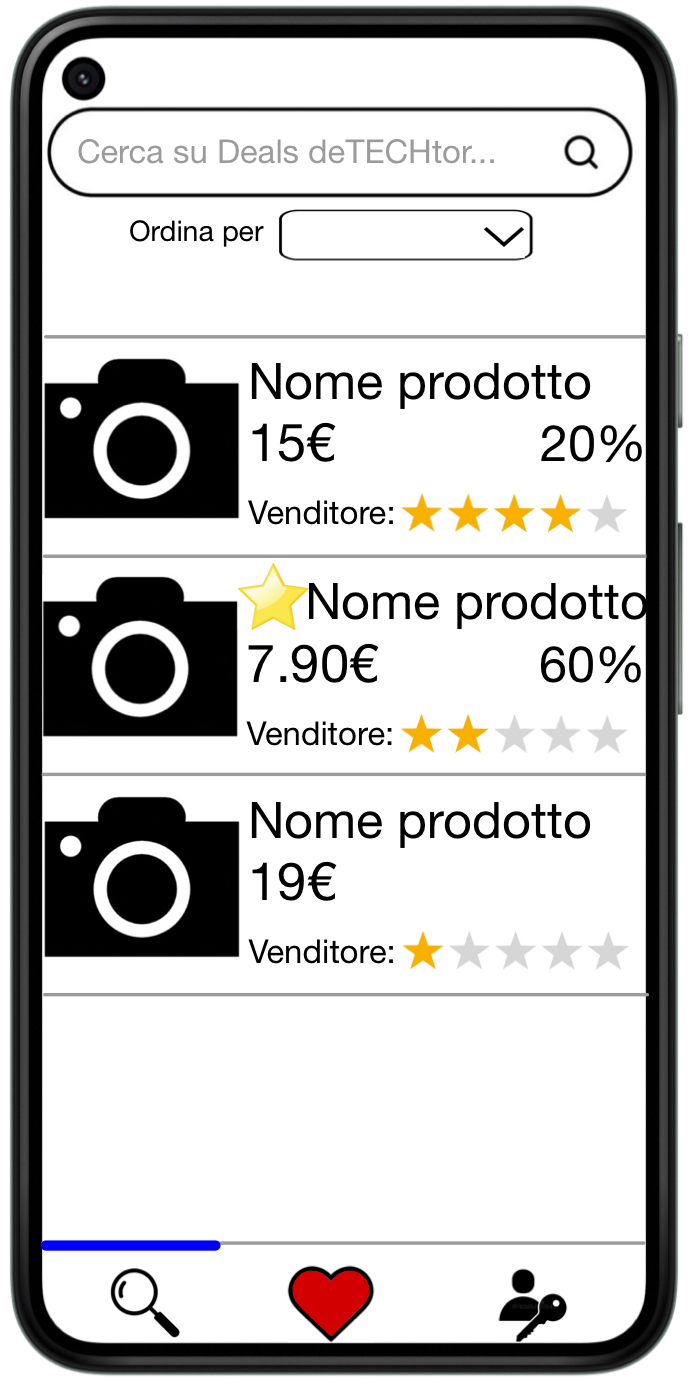 Cerca su Deals deTECHtor...
Ordina per
Nome prodotto
15€ 20%
Venditore:
Nome prodotto
7.90€ 60%
Venditore:
Nome prodotto
19€
Venditore: